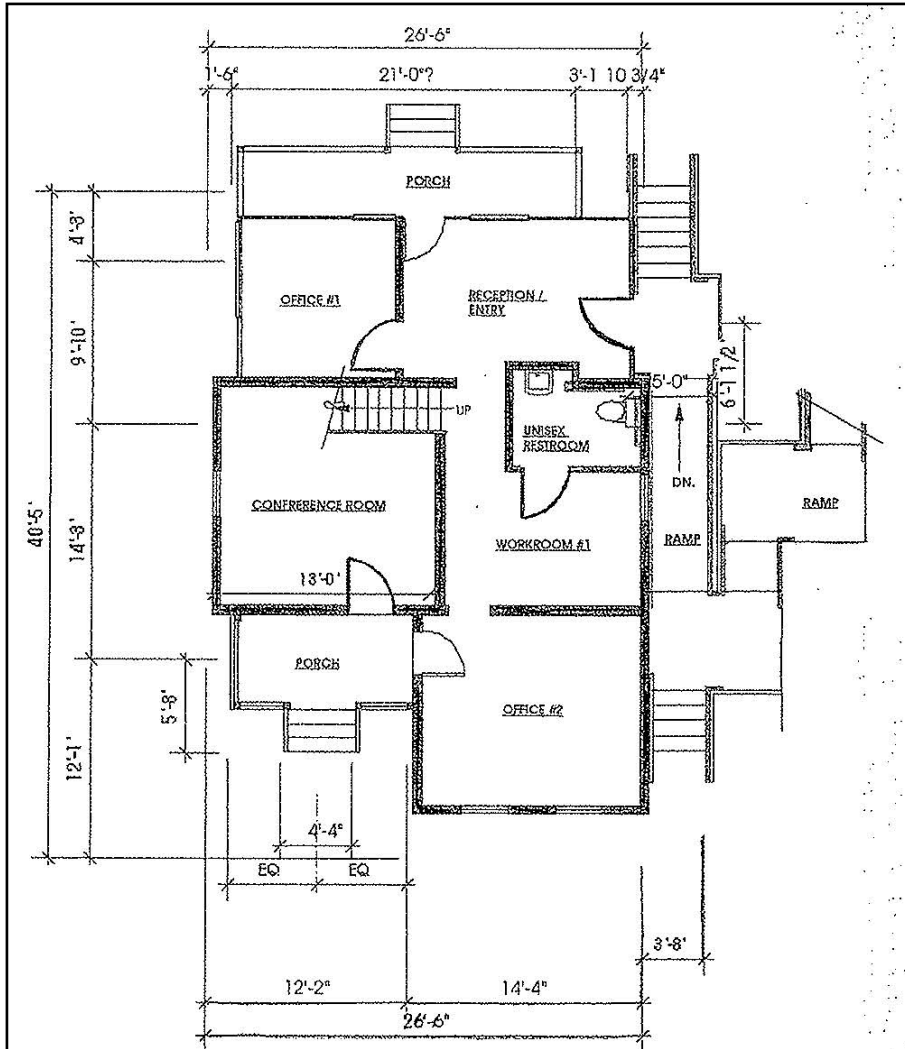 26'-6"
1'-6"
21'-0"?
3'-1 10 3/4"
PORCH
4'-3"
OFFICE #1
RECEPTION /
ENTRY
9'-10"
6'-1 1/2"
5'-0"
UP
UNISEX
RESTROOM
DN.
40'-5"
14'-3"
CONFRERENCE ROOM
RAMP
RAMP
WORKROOM #1
13'-0"
PORCH
5'-8"
OFFICE #2
12'-1"
4'-4"
EQ
EQ
3'-8"
12'-2"
14'-4"
26'-6"